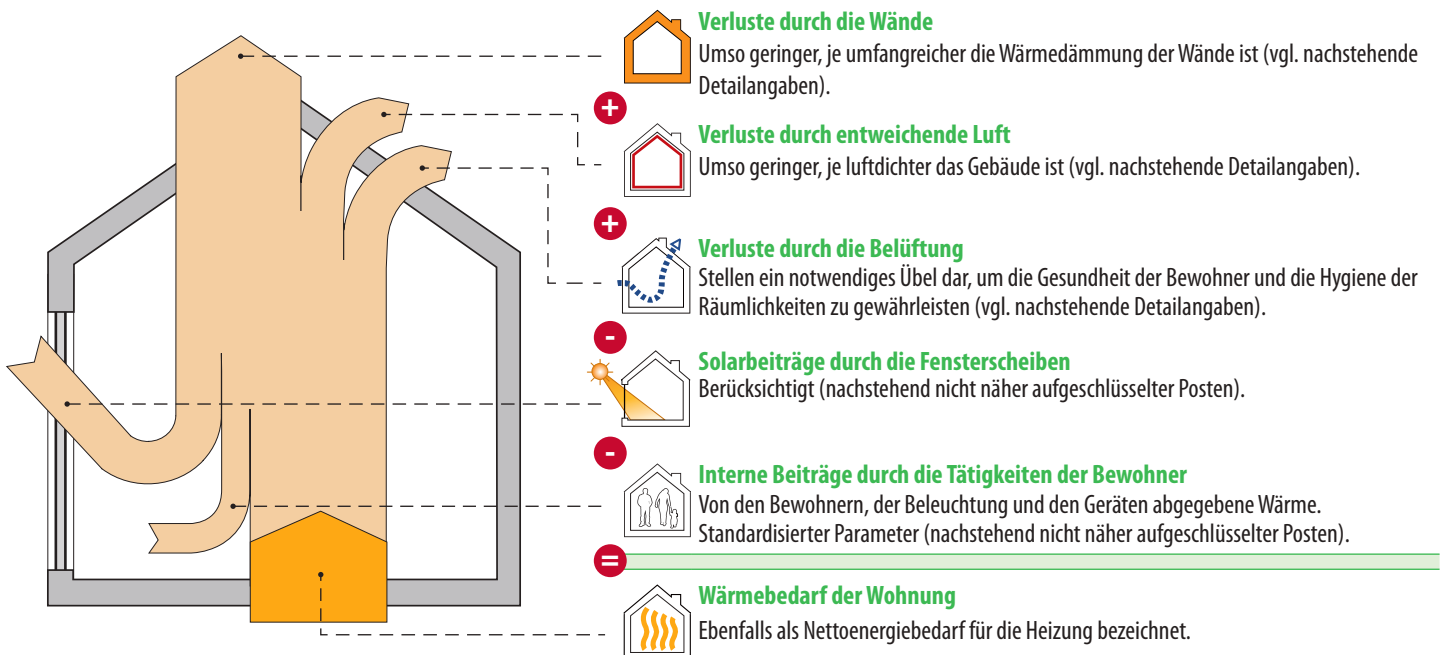 Verluste durch die Wände
Umso geringer, je umfangreicher die Wärmedämmung der Wände ist (vgl. nachstehende
Detailangaben).
+
Verluste durch entweichende Luft
Umso geringer, je luftdichter das Gebäude ist (vgl. nachstehende Detailangaben).
+
Verluste durch die Belüftung
Stellen ein notwendiges Übel dar, um die Gesundheit der Bewohner und die Hygiene der
Räumlichkeiten zu gewährleisten (vgl. nachstehende Detailangaben).
-
Solarbeiträge durch die Fensterscheiben
Berücksichtigt (nachstehend nicht näher aufgeschlüsselter Posten).
-
Interne Beiträge durch die Tätigkeiten der Bewohner
Von den Bewohnern, der Beleuchtung und den Geräten abgegebene Wärme.
Standardisierter Parameter (nachstehend nicht näher aufgeschlüsselter Posten).
=
Wärmebedarf der Wohnung
Ebenfalls als Nettoenergiebedarf für die Heizung bezeichnet.